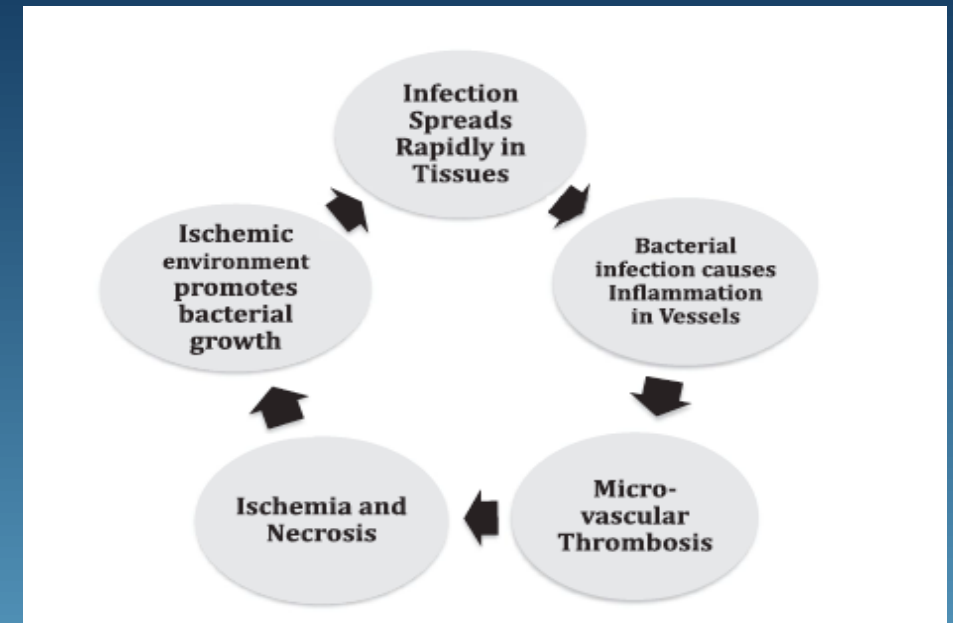 Infection
Spreads
Rapidly in
Tissues
Bacterial
infection causes
Inflammation
in Vessels
Micro-
vascular
Thrombosis
Ischemia and
Necrosis
Ischemic
environment
promotes
bacterial
growth